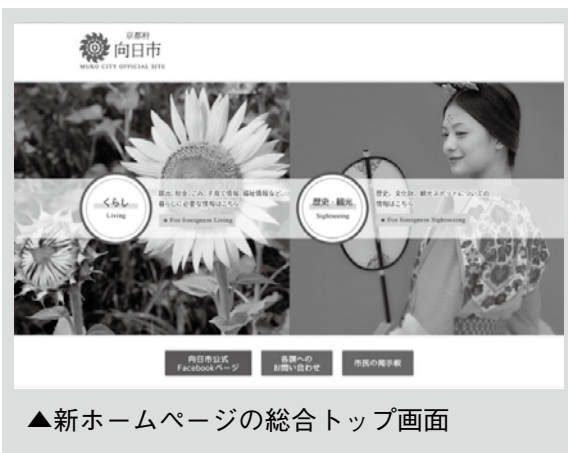 京都府
向日市
MUKO CITY OFFICIAL SITE
くらし
Living
届出、税金、ごみ、子育て情報、福祉情報など、
暮らしに必要な情報はこちら
For foreigners Living
歴史・観光
Sightseeing
歴史、文化財、観光スポットについての
情報はこちら
For foreigners Sightseeing
向日市公式
Facebookページ
各課への
お問い合わせ
市民の掲示板
▲新ホームページの総合トップ画面